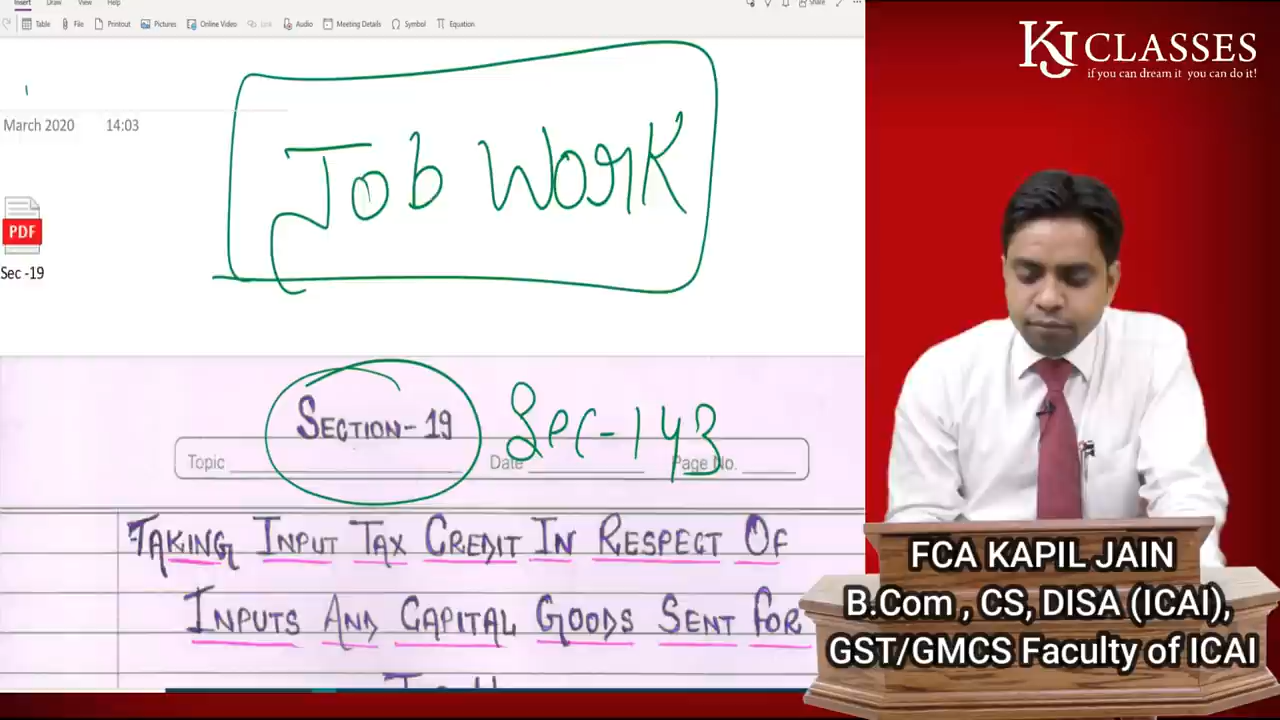 Insert Draw View Help
Share
Table File Printout Pictures Online Video Link Audio Meeting Details Symbol Equation
KJ CLASSES
if you can dream it you can do it!
March 2020 14:03
Job Work
PDF
Sec -19
SECTION-19 Sec-143
Topic Date Page No.
TAKING INPUT TAX CREDIT IN RESPECT OF
INPUTS AND CAPITAL GOODS SENT FOR
FCA KAPIL JAIN
B.Com , CS, DISA (ICAI),
GST/GMCS Faculty of ICAI